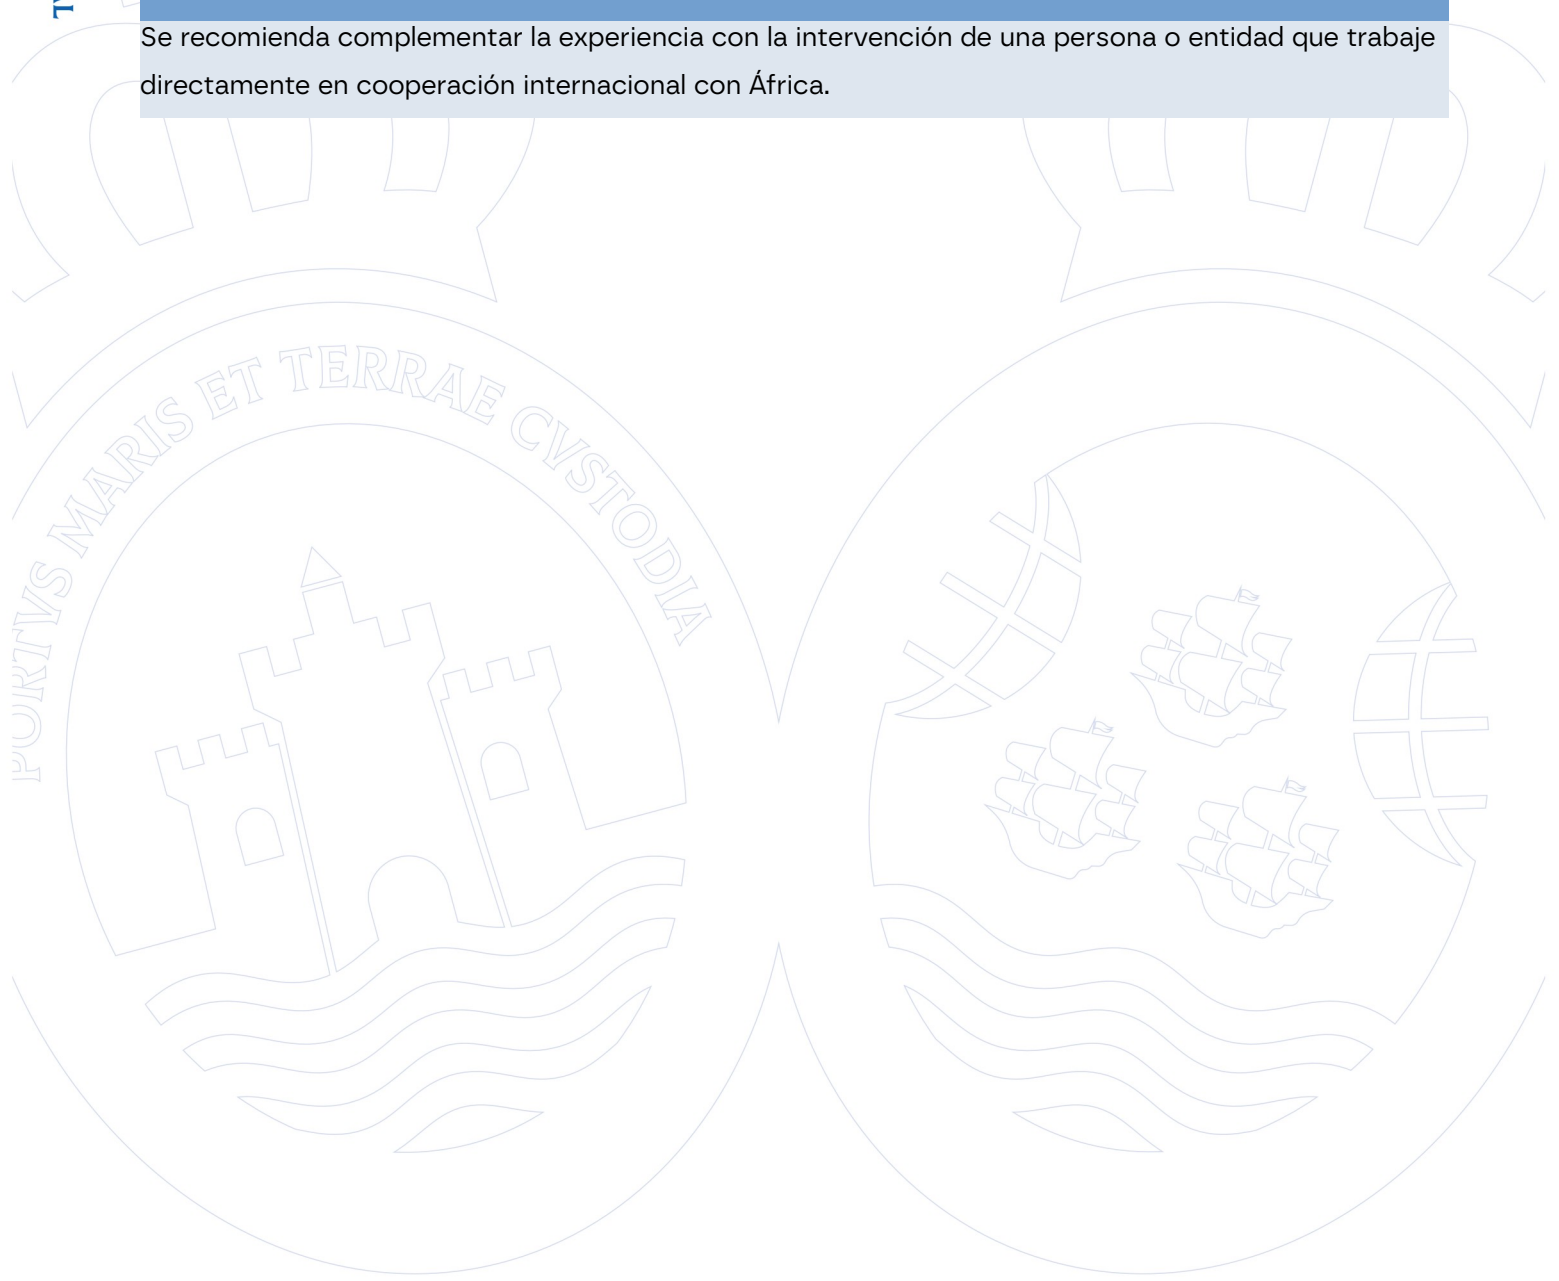 Se recomienda complementar la experiencia con la intervención de una persona o entidad que trabaje
directamente en cooperación internacional con África.
PORTVS MARIS ET TERRAE CVSTODIA